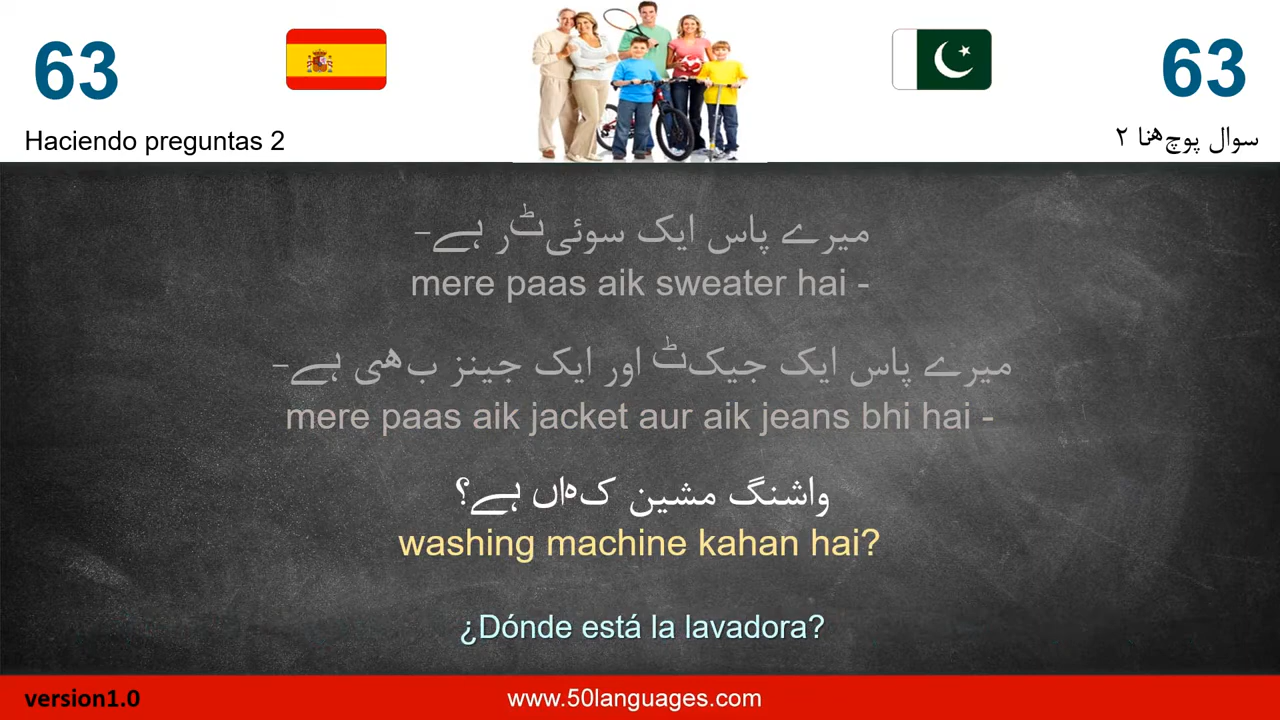 63
63
Haciendo preguntas 2
سوال پوچھنا ۲
میرے پاس ایک سوئیٹر ہے-
mere paas aik sweater hai -
میرے پاس ایک جیکٹ اور ایک جینز بھی ہے-
mere paas aik jacket aur aik jeans bhi hai -
واشنگ مشین کہاں ہے؟
washing machine kahan hai?
¿Dónde está la lavadora?
version1.0
www.50languages.com